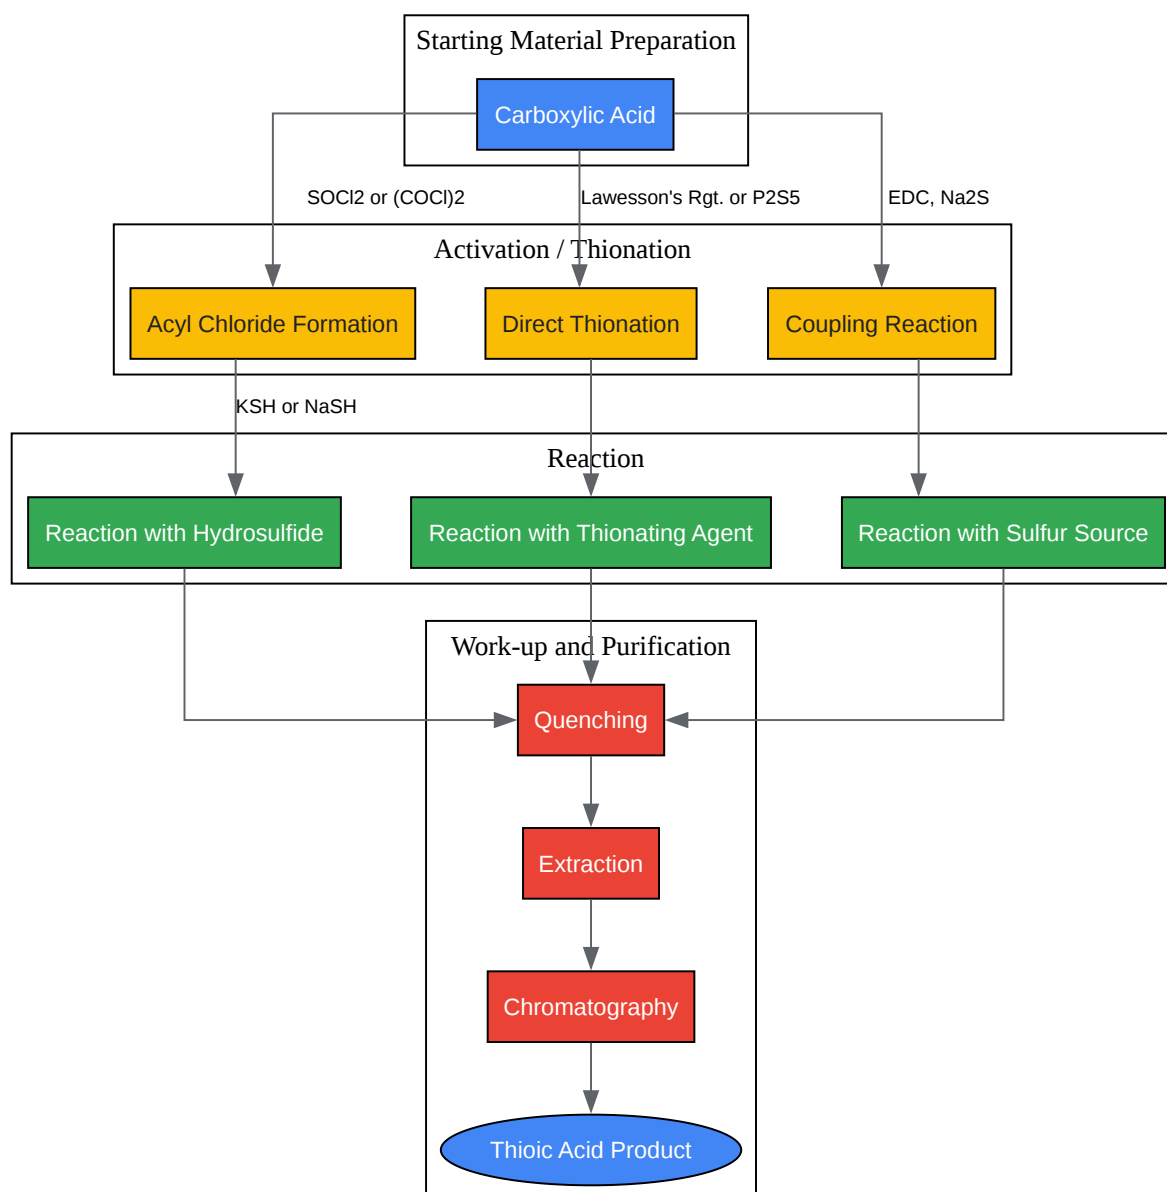 Starting Material Preparation
Carboxylic Acid
SOCl2 or (COCl)2
Lawesson's Rgt. or P2S5
EDC, Na2S
Activation / Thionation
Acyl Chloride Formation
Direct Thionation
Coupling Reaction
KSH or NaSH
Reaction
Reaction with Hydrosulfide
Reaction with Thionating Agent
Reaction with Sulfur Source
Work-up and Purification
Quenching
Extraction
Chromatography
Thioic Acid Product